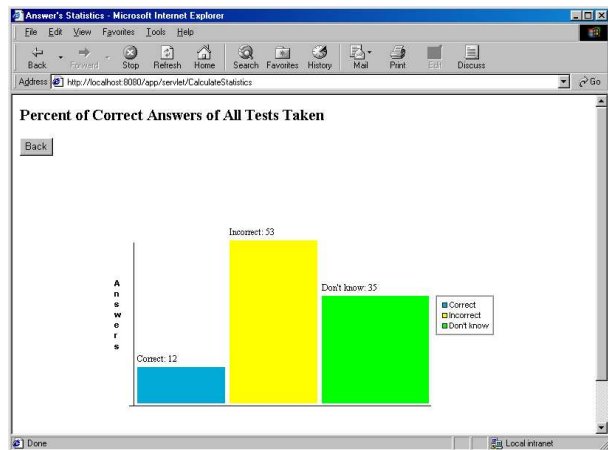 Answer's Statistics - Microsoft Internet Explorer
File Edit View Favorites Tools Help
Back Forward Stop Refresh Home Search Favorites History Mail Print Edit Discuss
Address http://localhost:8080/app/servlet/CalculateStatistics Go
Percent of Correct Answers of All Tests Taken
Back
Incorrect: 53
Don't know: 35
Answers
Correct
Incorrect
Don't know
Correct: 12
Done Local intranet